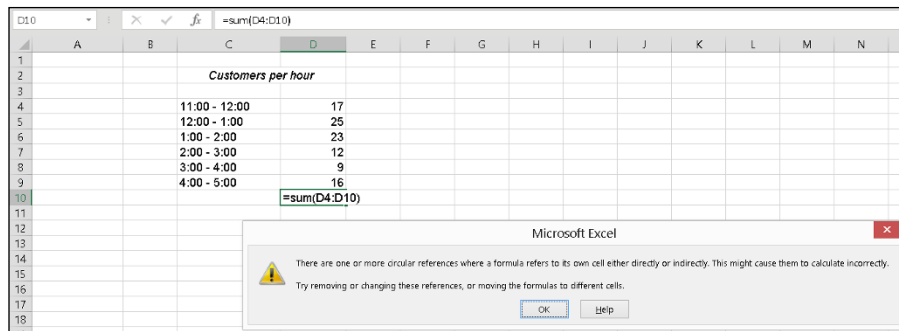 D10 fx =sum(D4:D10)
A B C D E F G H I J K L M N
1
2 Customers per hour
3
4 11:00 - 12:00 17
5 12:00 - 1:00 25
6 1:00 - 2:00 23
7 2:00 - 3:00 12
8 3:00 - 4:00 9
9 4:00 - 5:00 16
10 =sum(D4:D10)
11
12
13
14
15
16
17
18
Microsoft Excel
There are one or more circular references where a formula refers to its own cell either directly or indirectly. This might cause them to calculate incorrectly.
Try removing or changing these references, or moving the formulas to different cells.
OK Help